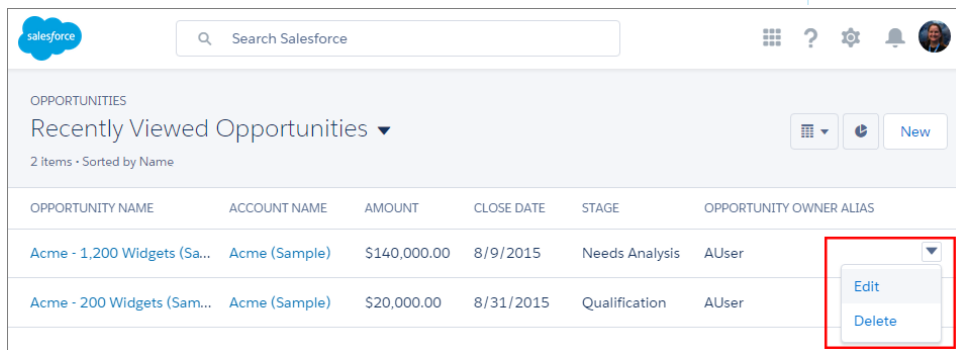 salesforce
Search Salesforce
?
OPPORTUNITIES
Recently Viewed Opportunities
2 items • Sorted by Name
New
OPPORTUNITY NAME ACCOUNT NAME AMOUNT CLOSE DATE STAGE OPPORTUNITY OWNER ALIAS
Acme - 1,200 Widgets (Sa... Acme (Sample) $140,000.00 8/9/2015 Needs Analysis AUser
Edit
Acme - 200 Widgets (Sam... Acme (Sample) $20,000.00 8/31/2015 Qualification AUser
Delete